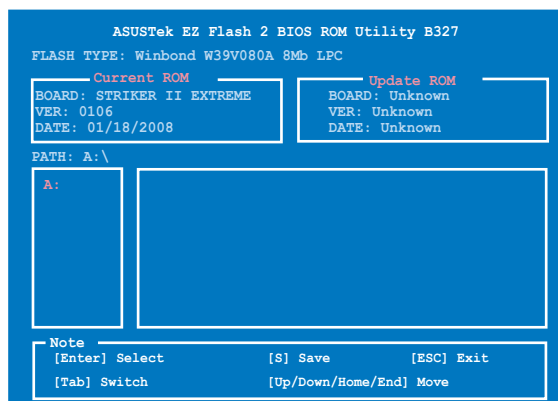 ASUSTek EZ Flash 2 BIOS ROM Utility B327
FLASH TYPE: Winbond W39V080A 8Mb LPC
Current ROM
BOARD: STRIKER II EXTREME
VER: 0106
DATE: 01/18/2008
Update ROM
BOARD: Unknown
VER: Unknown
DATE: Unknown
PATH: A:\
A:
Note
[Enter] Select [S] Save [ESC] Exit
[Tab] Switch [Up/Down/Home/End] Move